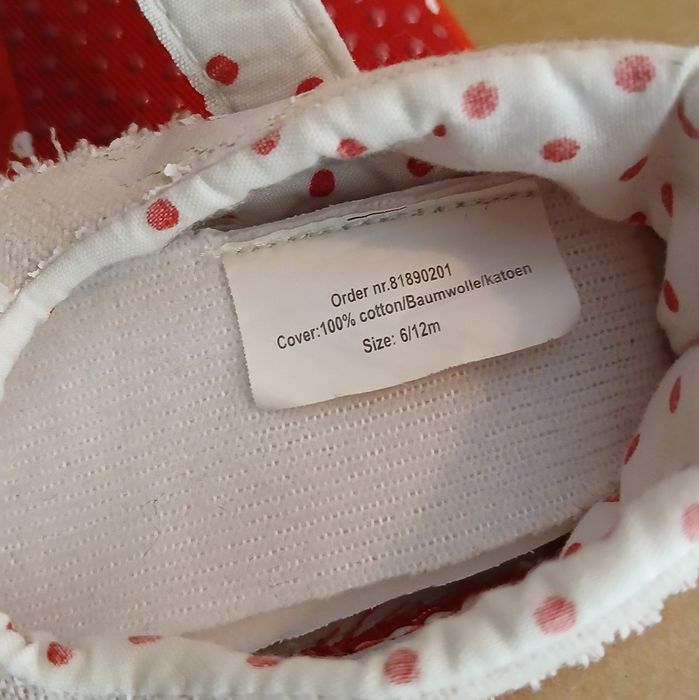 Order nr.81890201
Cover:100% cotton/Baumwolle/katoen
Size: 6/12m